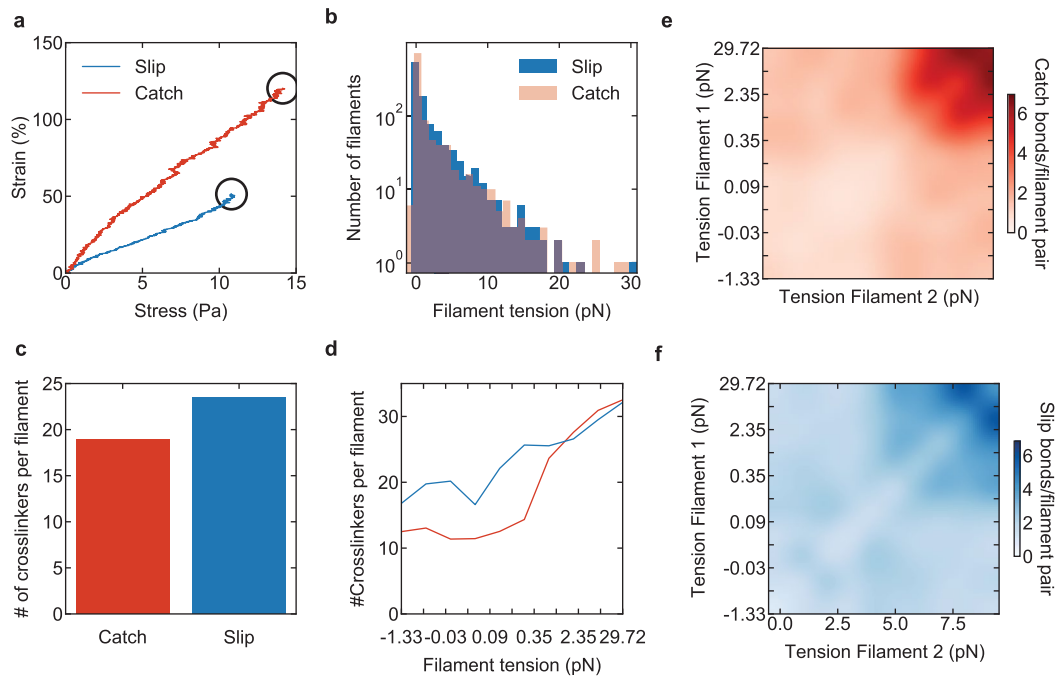 a
150
100
50
0
Strain (%)
Slip
Catch
0
5
10
15
Stress (Pa)
b
10²
10¹
10⁰
Number of filaments
Slip
Catch
0
10
20
30
Filament tension (pN)
e
29.72
2.35
0.35
0.09
-0.03
-1.33
Tension Filament 1 (pN)
Tension Filament 2 (pN)
6
4
2
0
Catch bonds/filament pair
c
25
20
15
10
5
0
# of crosslinkers per filament
Catch
Slip
d
30
20
10
0
#Crosslinkers per filament
-1.33 -0.03 0.09 0.35 2.35 29.72
Filament tension (pN)
f
29.72
2.35
0.35
0.09
-0.03
-1.33
Tension Filament 1 (pN)
0.0
2.5
5.0
7.5
Tension Filament 2 (pN)
6
4
2
0
Slip bonds/filament pair